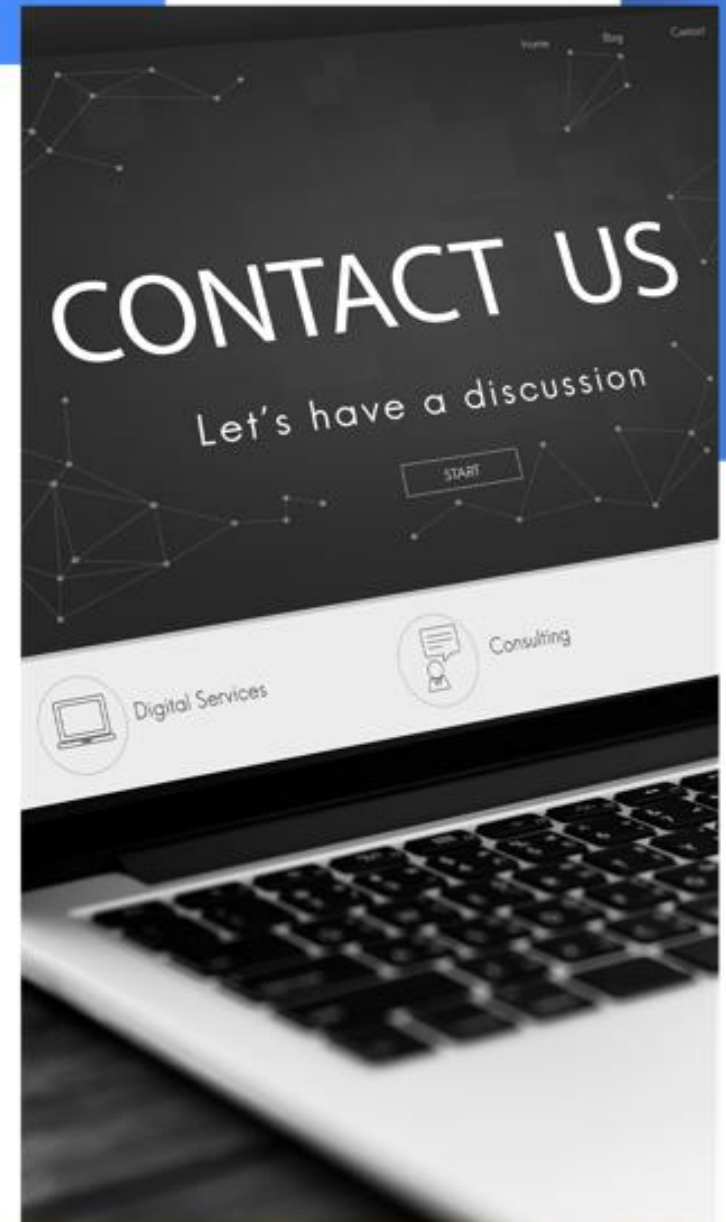 Home Blog Contact
CONTACT US
Let's have a discussion
START
Digital Services
Consulting